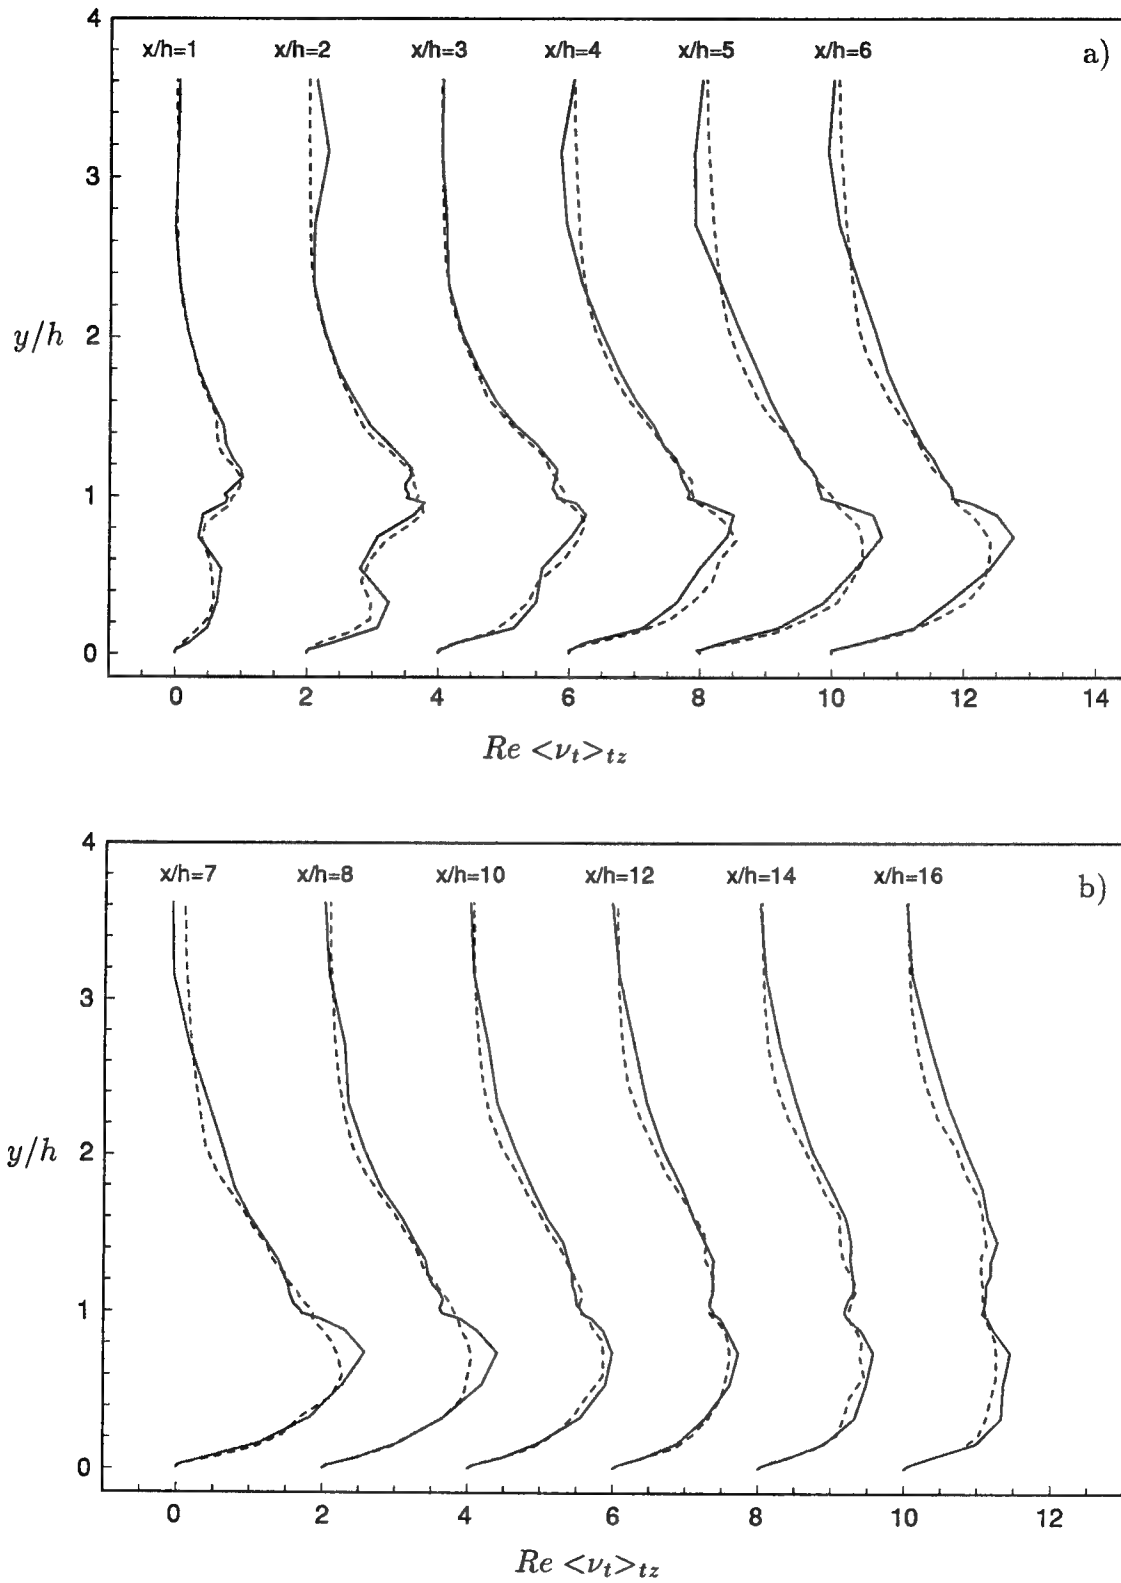 4
x/h=1 x/h=2 x/h=3 x/h=4 x/h=5 x/h=6 a)
3
y/h 2
1
0
0 2 4 6 8 10 12 14
Re <ν_t>_{tz}
4
x/h=7 x/h=8 x/h=10 x/h=12 x/h=14 x/h=16 b)
3
y/h 2
1
0
0 2 4 6 8 10 12
Re <ν_t>_{tz}